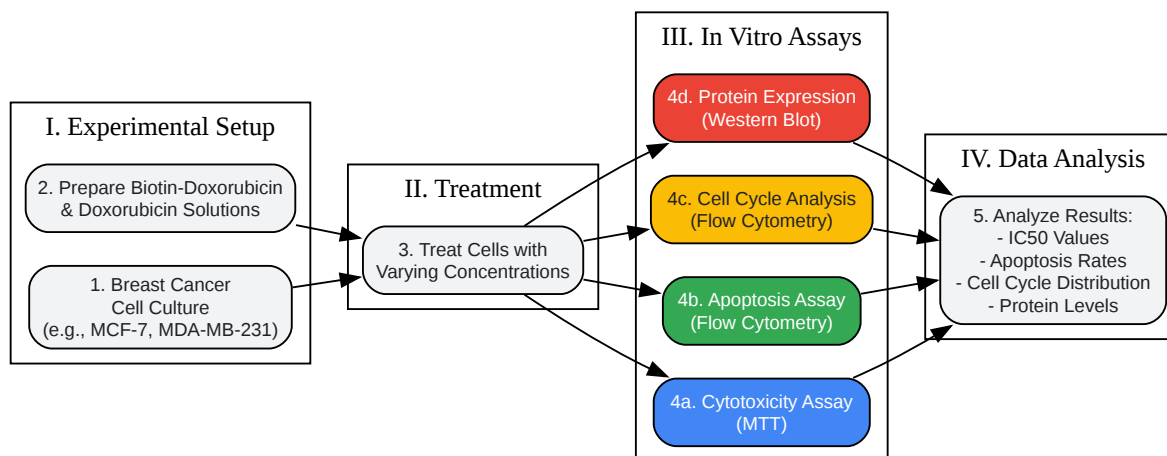 I. Experimental Setup
2. Prepare Biotin-Doxorubicin
& Doxorubicin Solutions
1. Breast Cancer
Cell Culture
(e.g., MCF-7, MDA-MB-231)
II. Treatment
3. Treat Cells with
Varying Concentrations
III. In Vitro Assays
4d. Protein Expression
(Western Blot)
4c. Cell Cycle Analysis
(Flow Cytometry)
4b. Apoptosis Assay
(Flow Cytometry)
4a. Cytotoxicity Assay
(MTT)
IV. Data Analysis
5. Analyze Results:
- IC50 Values
- Apoptosis Rates
- Cell Cycle Distribution
- Protein Levels